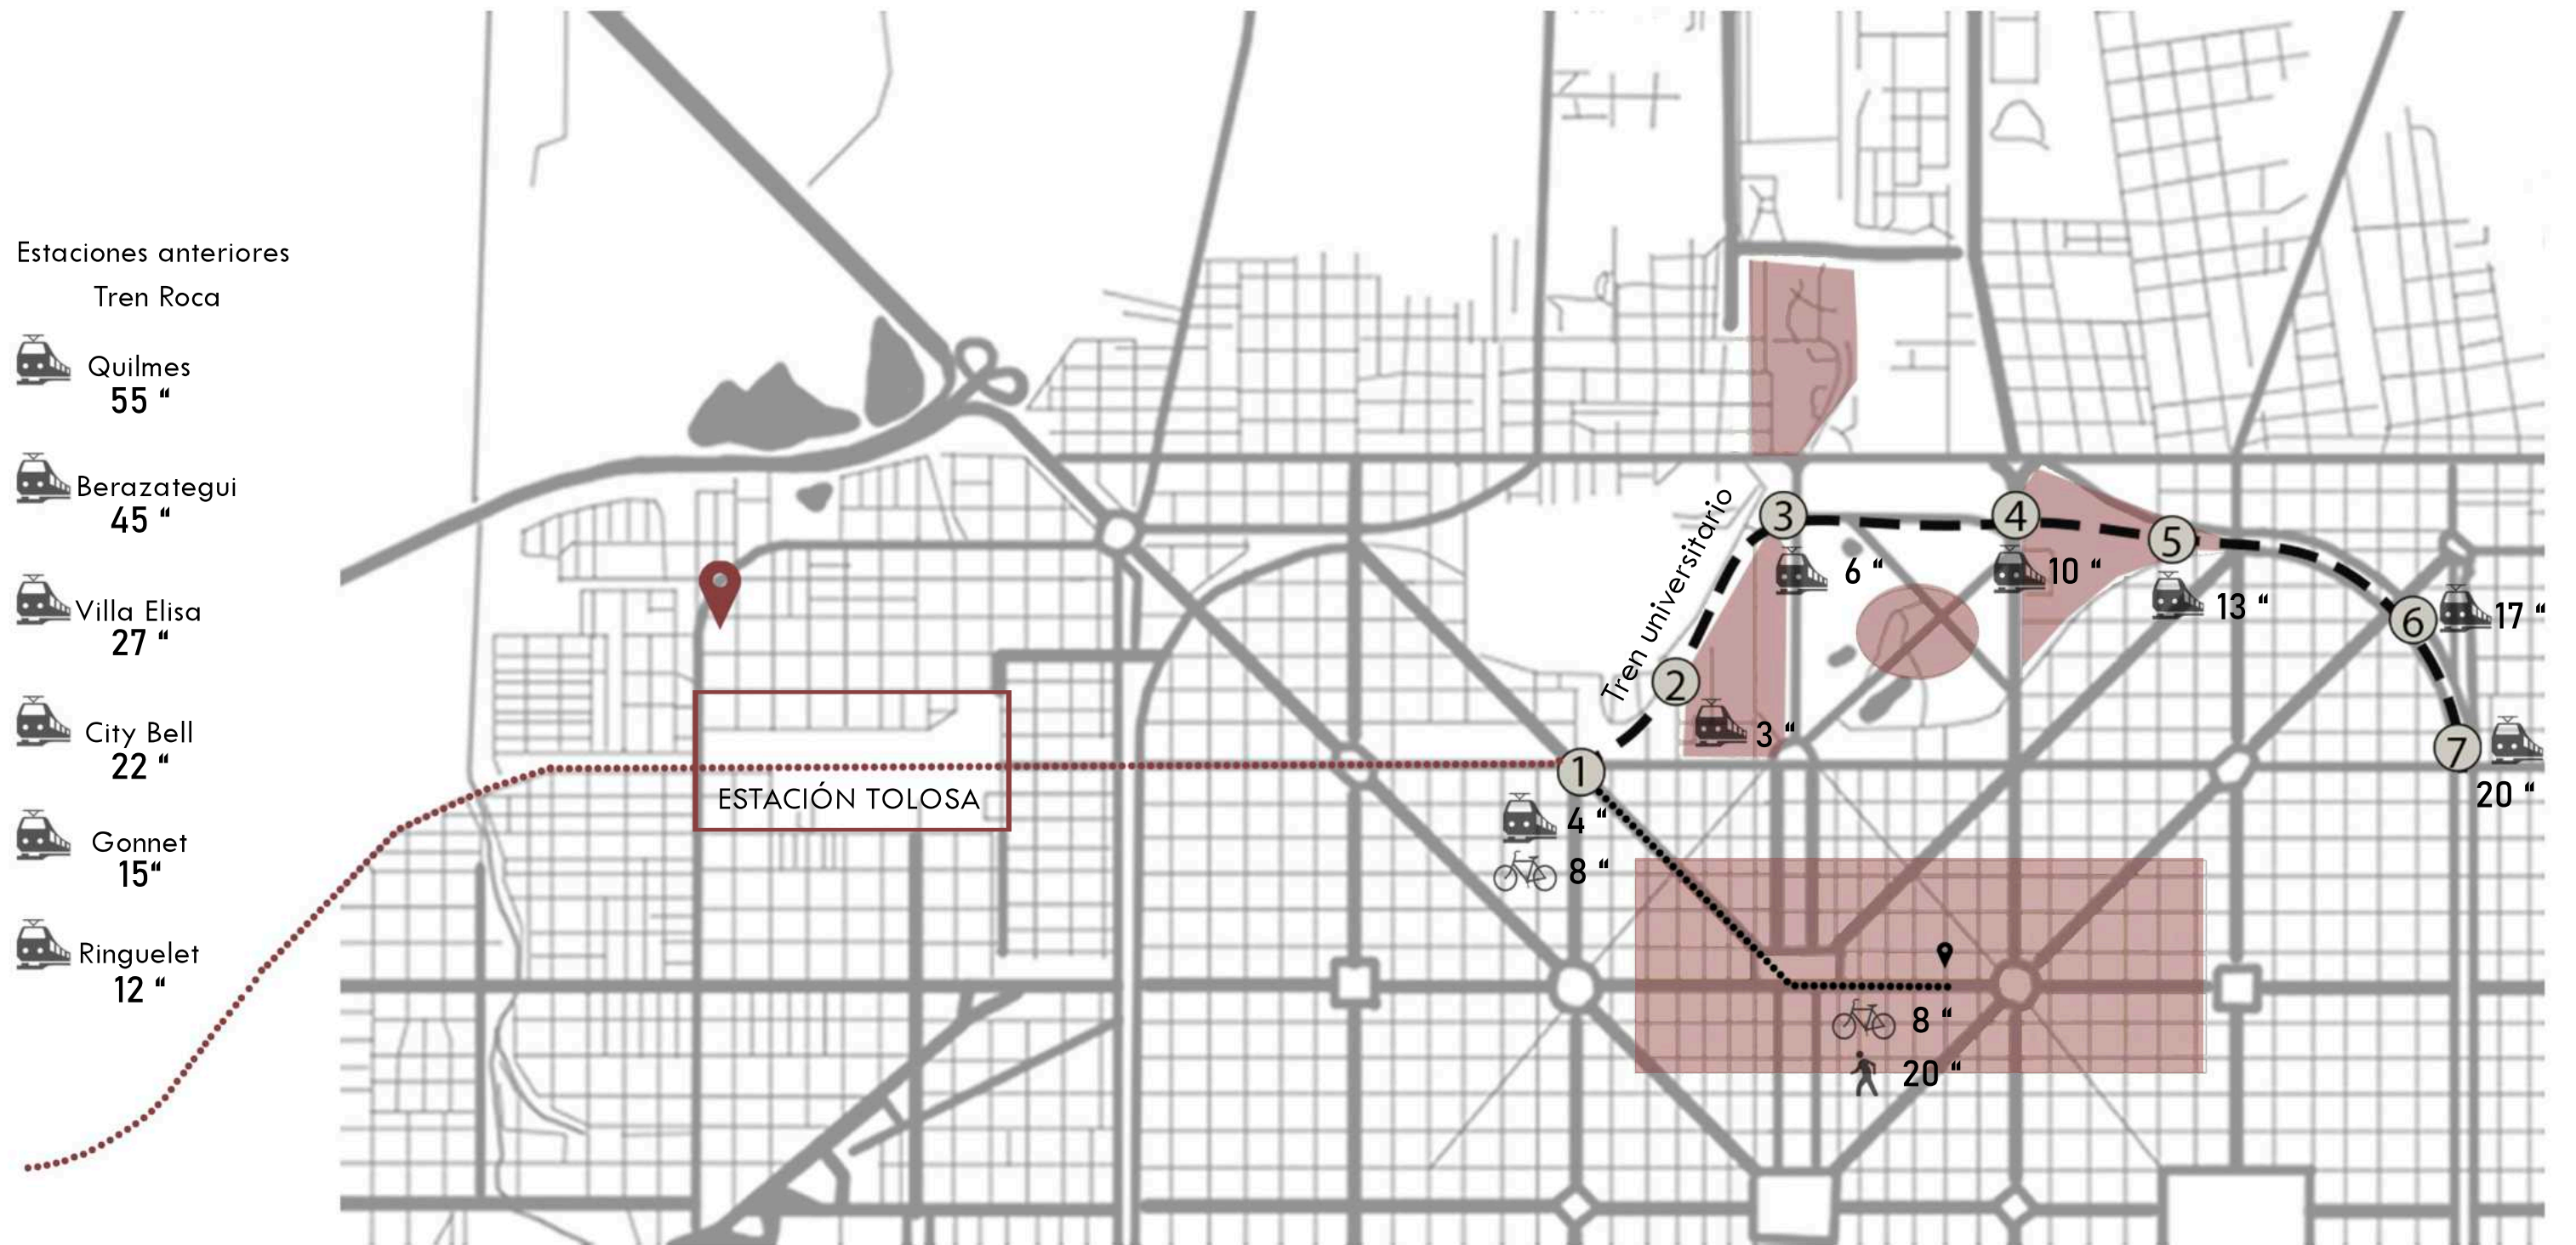 Estaciones anteriores
Tren Roca
Quilmes
55 “
Berazategui
45 “
Villa Elisa
27 “
City Bell
22 “
Gonnet
15“
Ringuelet
12 “
ESTACIÓN TOLOSA
Tren universitario
1
4 “
8 “
2
3 “
3
6 “
4
10 “
5
13 “
6
17 “
7
20 “
8 “
20 “